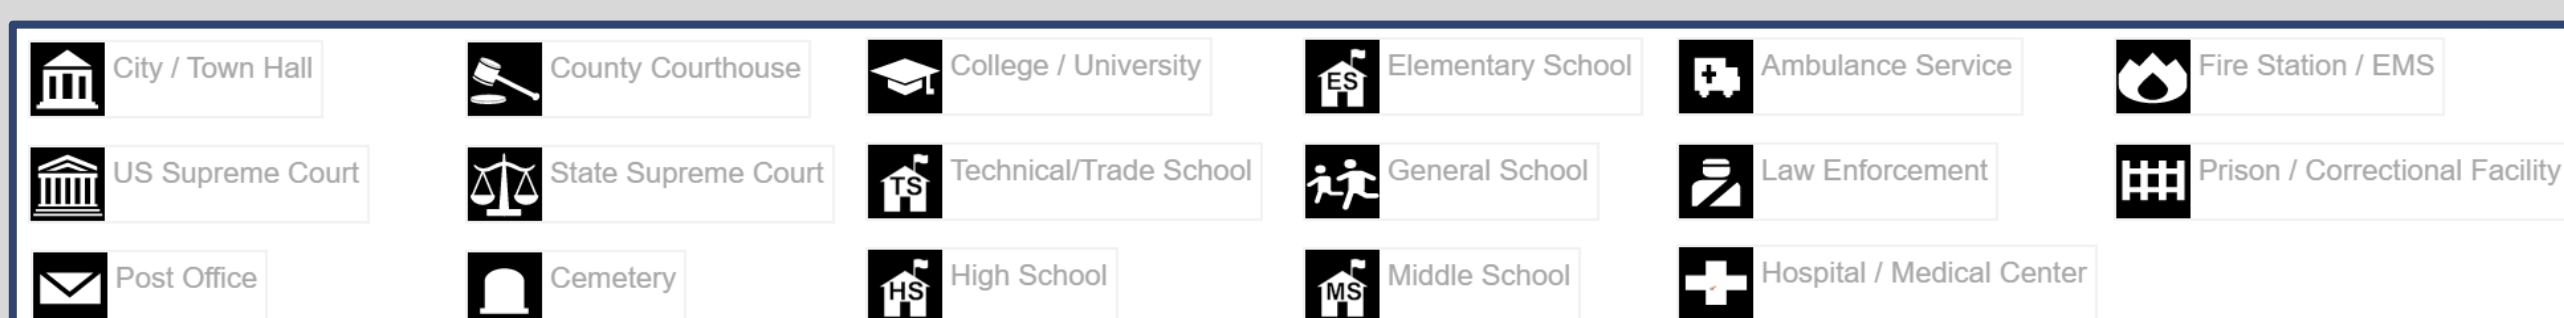 City / Town Hall
County Courthouse
College / University
ES
Elementary School
Ambulance Service
Fire Station / EMS
US Supreme Court
State Supreme Court
TS
Technical/Trade School
General School
Law Enforcement
Prison / Correctional Facility
Post Office
Cemetery
HS
High School
MS
Middle School
Hospital / Medical Center